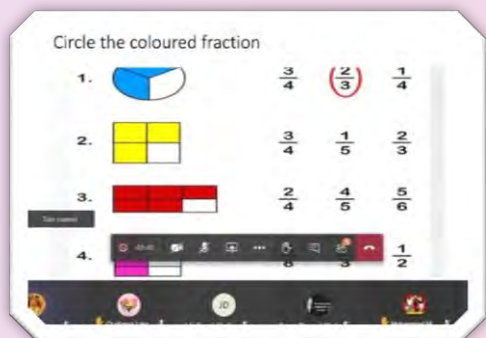 Circle the coloured fraction
1. 3/4 2/3 1/4
2. 3/4 1/5 2/3
3. 2/4 4/5 5/6
4. 1/2
JD